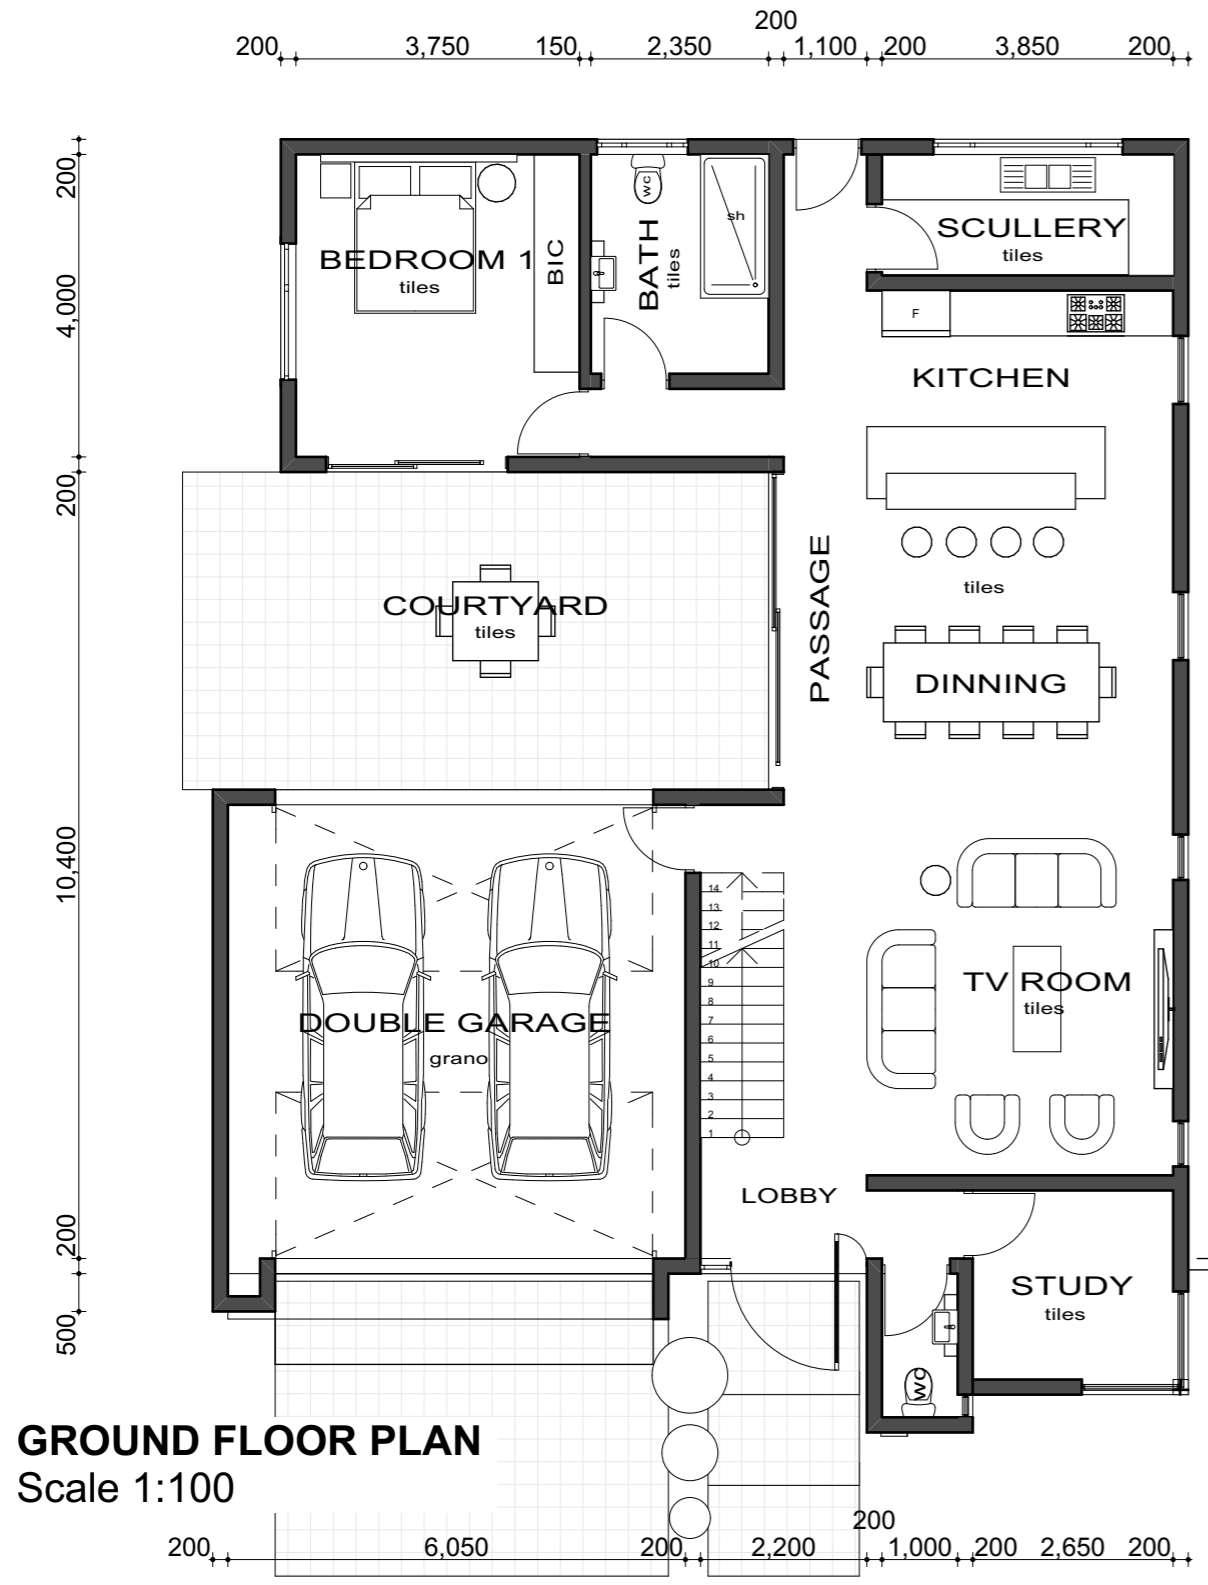 200
200 3,750 150 2,350 1,100 200 3,850 200
200
4,000
200
10,400
200
500
BEDROOM 1
tiles
BIC
BATH
tiles
wc
sh
SCULLERY
tiles
F
KITCHEN
PASSAGE
tiles
COURTYARD
tiles
DINNING
14
13
12
11
10
9
8
7
6
5
4
3
2
1
TV ROOM
tiles
DOUBLE GARAGE
grano
LOBBY
STUDY
tiles
WC
GROUND FLOOR PLAN
Scale 1:100
200
200 6,050 200 2,200 1,000 200 2,650 200